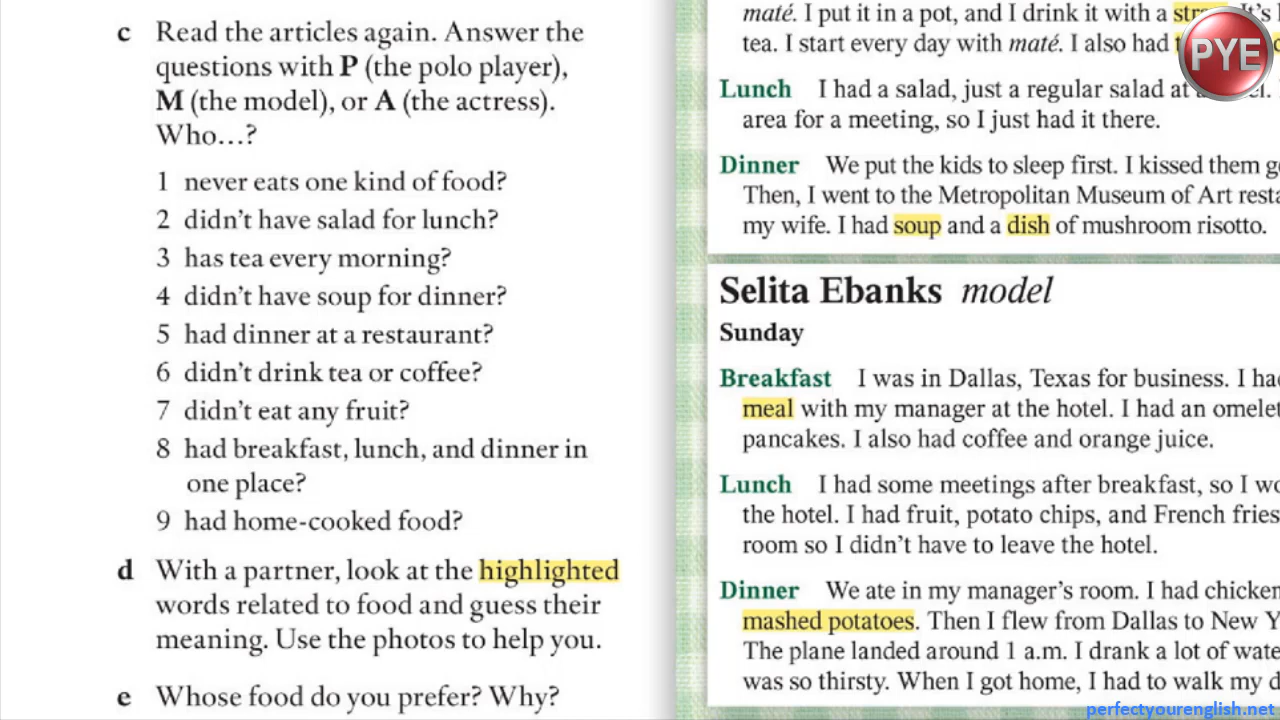 c Read the articles again. Answer the
questions with P (the polo player),
M (the model), or A (the actress).
Who…?
1 never eats one kind of food?
2 didn't have salad for lunch?
3 has tea every morning?
4 didn't have soup for dinner?
5 had dinner at a restaurant?
6 didn't drink tea or coffee?
7 didn't eat any fruit?
8 had breakfast, lunch, and dinner in
one place?
9 had home-cooked food?
d With a partner, look at the highlighted
words related to food and guess their
meaning. Use the photos to help you.
e Whose food do you prefer? Why?
maté. I put it in a pot, and I drink it with a
tea. I start every day with maté. I also had
Lunch I had a salad, just a regular salad at a
area for a meeting, so I just had it there.
Dinner We put the kids to sleep first. I kissed them
Then, I went to the Metropolitan Museum of Art
my wife. I had soup and a dish of mushroom risotto.
Selita Ebanks model
Sunday
Breakfast I was in Dallas, Texas for business. I
meal with my manager at the hotel. I had an
pancakes. I also had coffee and orange juice.
Lunch I had some meetings after breakfast, so I
the hotel. I had fruit, potato chips, and French fries
room so I didn't have to leave the hotel.
Dinner We ate in my manager's room. I had chicken
mashed potatoes. Then I flew from Dallas to New
The plane landed around 1 a.m. I drank a lot of
was so thirsty. When I got home, I had to walk my
PYE
perfectyourenglish.net